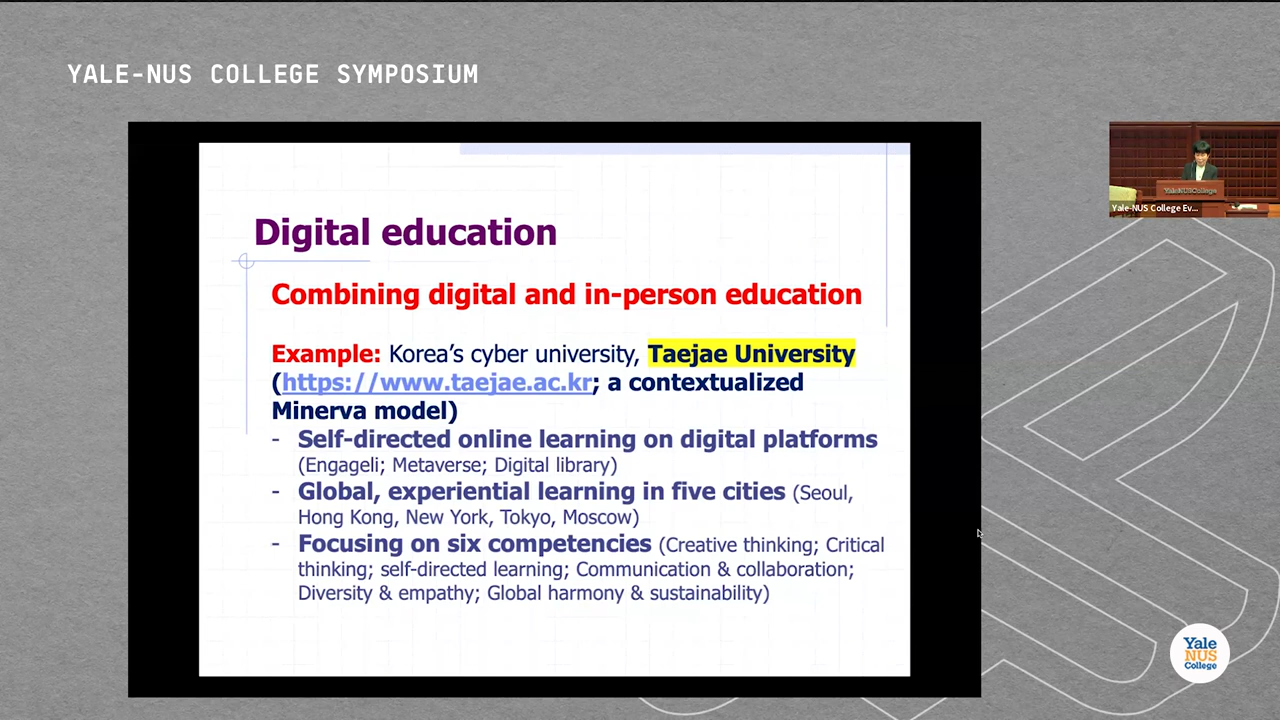 YALE-NUS COLLEGE SYMPOSIUM
Digital education
Combining digital and in-person education
Example: Korea’s cyber university, Taejae University
(https://www.taejae.ac.kr; a contextualized
Minerva model)
- Self-directed online learning on digital platforms
(Engageli; Metaverse; Digital library)
- Global, experiential learning in five cities (Seoul,
Hong Kong, New York, Tokyo, Moscow)
- Focusing on six competencies (Creative thinking; Critical
thinking; self-directed learning; Communication & collaboration;
Diversity & empathy; Global harmony & sustainability)
YaleNUSCollege
Yale-NUS College Ev...
Yale
NUS
College